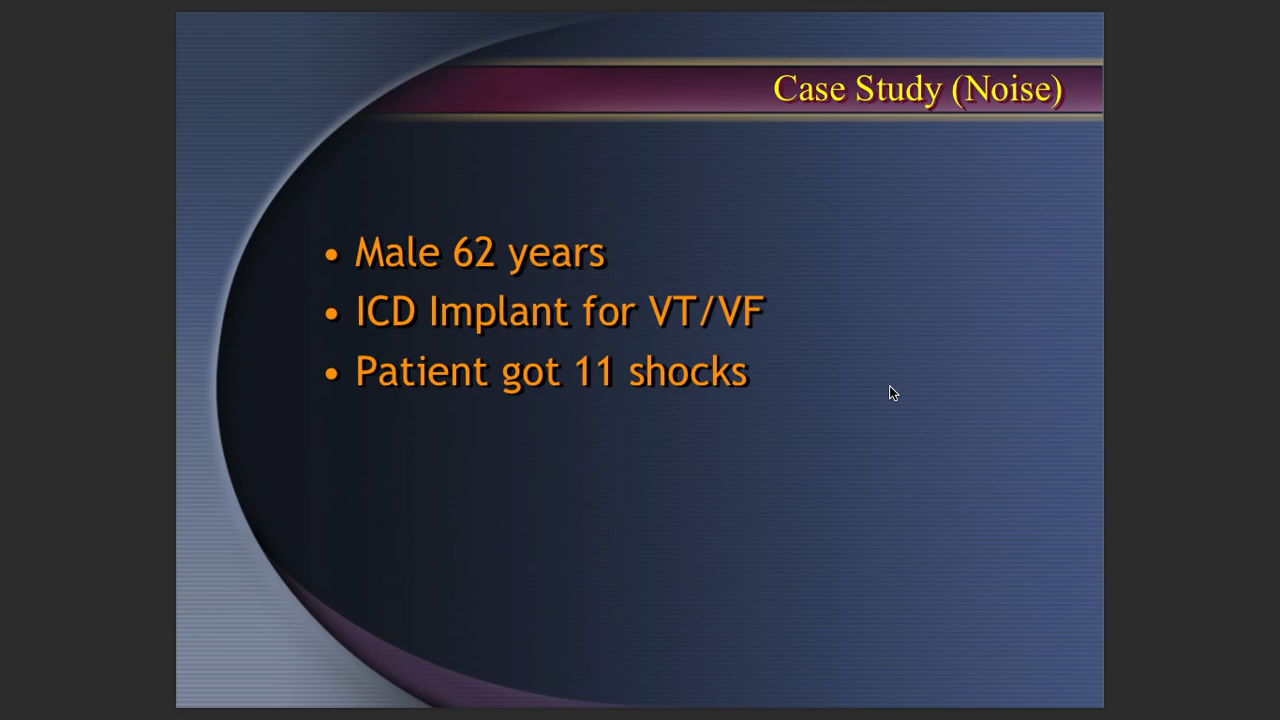 Case Study (Noise)
• Male 62 years
• ICD Implant for VT/VF
• Patient got 11 shocks